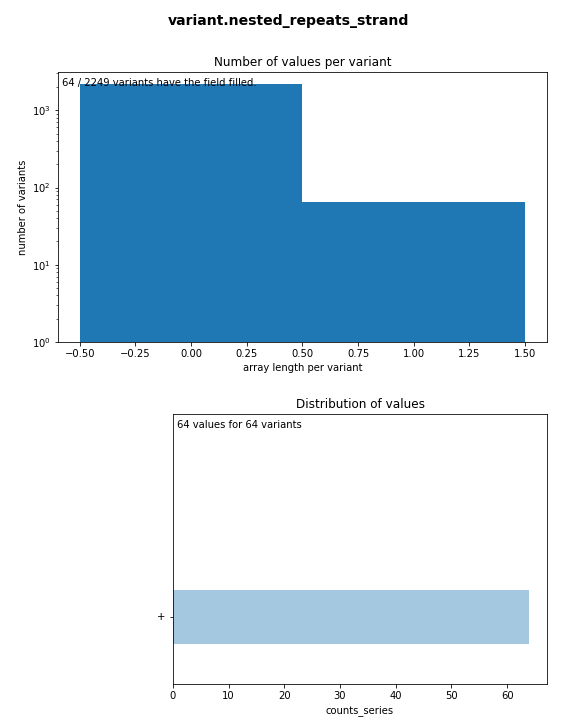 variant.nested_repeats_strand
Number of values per variant
64 / 2249 variants have the field filled.
10³
10²
10¹
10⁰
number of variants
−0.50 −0.25 0.00 0.25 0.50 0.75 1.00 1.25 1.50
array length per variant
Distribution of values
64 values for 64 variants
+
0 10 20 30 40 50 60
counts_series